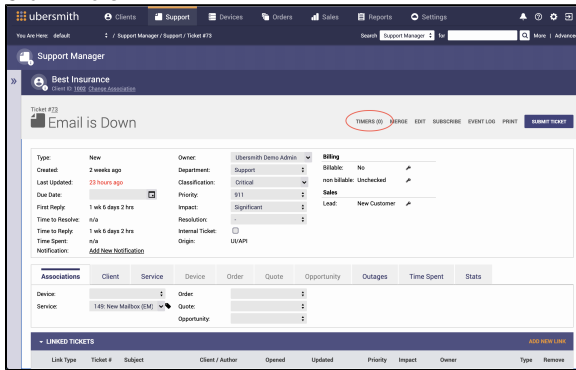 ubersmith Clients Support Devices Orders Sales Reports Settings
You Are Here: default / Support Manager / Support / Ticket #73 Search Support Manager for More | Advance
Support Manager
Best Insurance
Client ID: 1002 Change Association
Ticket #73
Email is Down
TIMERS (0) MERGE EDIT SUBSCRIBE EVENT LOG PRINT SUBMIT TICKET
Type: New Owner: Ubersmith Demo Admin Billing
Created: 2 weeks ago Department: Support Billable: No
Last Updated: 23 hours ago Classification: Critical non billable: Unchecked
Due Date: Priority: 911 Sales
First Reply: 1 wk 6 days 2 hrs Impact: Significant Lead: New Customer
Time to Resolve: n/a Resolution: -
Time to Reply: 1 wk 6 days 2 hrs Internal Ticket:
Time Spent: n/a Origin: UI/API
Notification: Add New Notification
Associations Client Service Device Order Quote Opportunity Outages Time Spent Stats
Device: Order:
Service: 149: New Mailbox (EM) Quote:
Opportunity:
LINKED TICKETS ADD NEW LINK
Link Type Ticket # Subject Client / Author Opened Updated Priority Impact Owner Type Remove